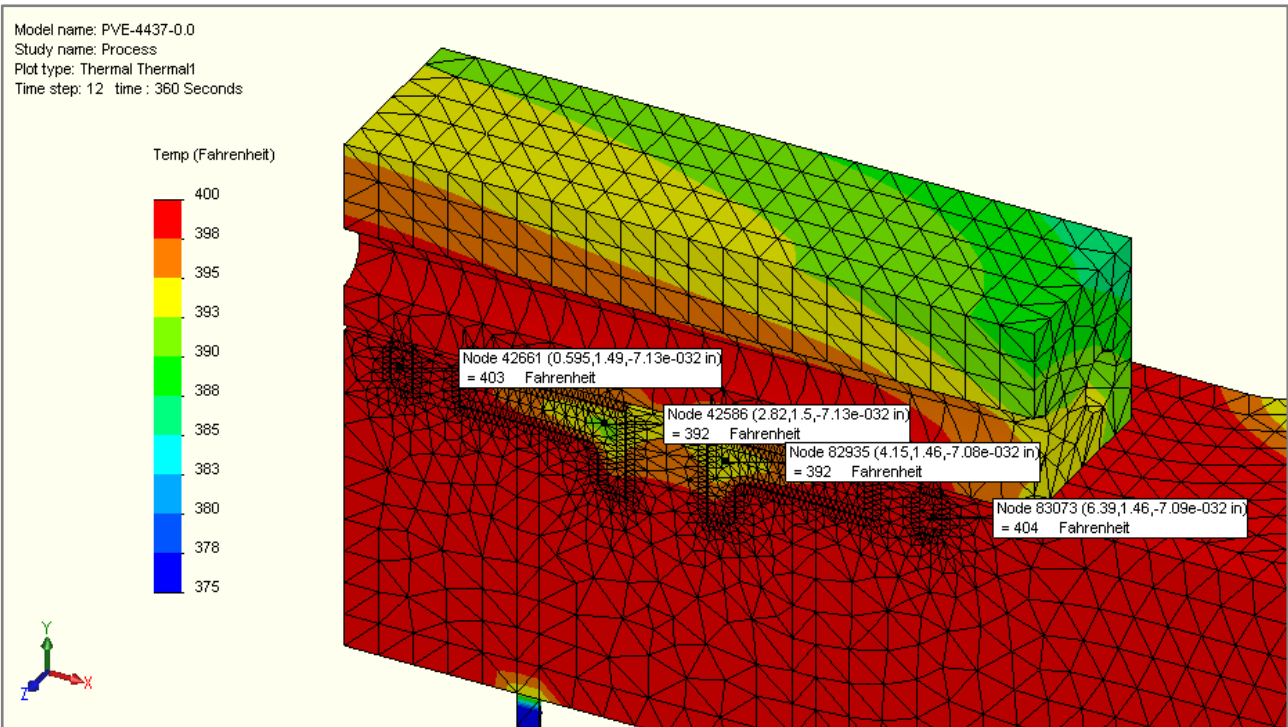 Model name: PVE-4437-0.0
Study name: Process
Plot type: Thermal Thermal1
Time step: 12 time : 360 Seconds
Temp (Fahrenheit)
400
398
395
393
390
388
385
383
380
378
375
Node 42661 (0.595,1.49,-7.13e-032 in)
= 403 Fahrenheit
Node 42586 (2.82,1.5,-7.13e-032 in)
= 392 Fahrenheit
Node 82935 (4.15,1.46,-7.08e-032 in)
= 392 Fahrenheit
Node 83073 (6.39,1.46,-7.09e-032 in)
= 404 Fahrenheit
Y
X
Z